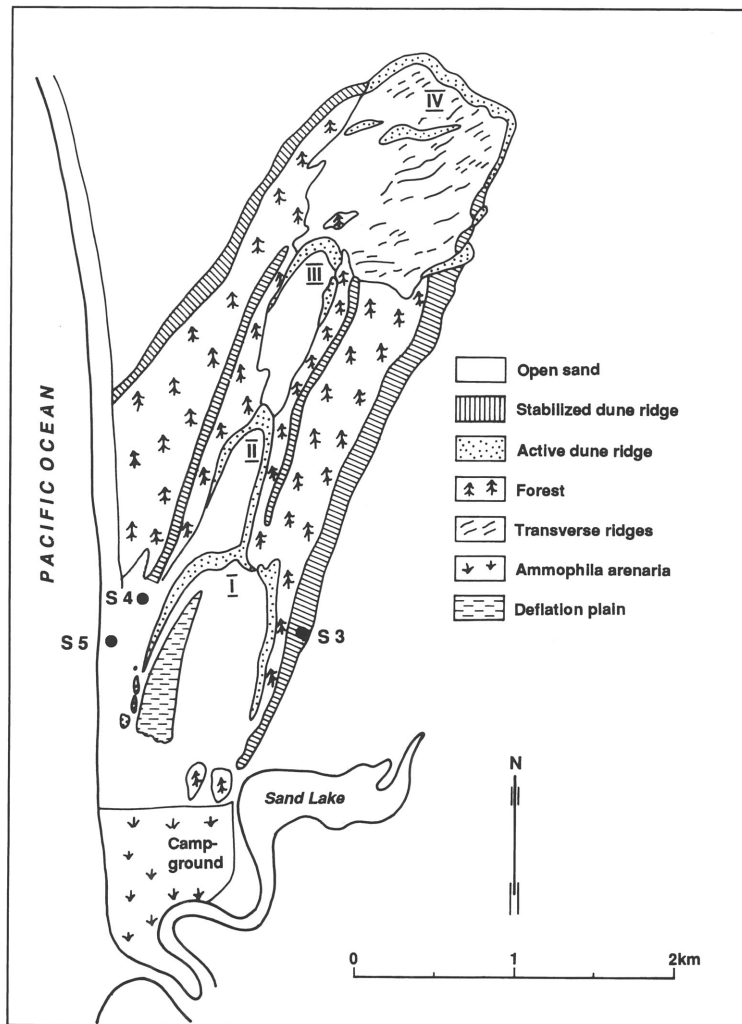 IV
III
II
I
PACIFIC OCEAN
Open sand
Stabilized dune ridge
Active dune ridge
Forest
Transverse ridges
Ammophila arenaria
Deflation plain
S 4
S 5
S 3
Sand Lake
Camp-
ground
N
0 1 2km